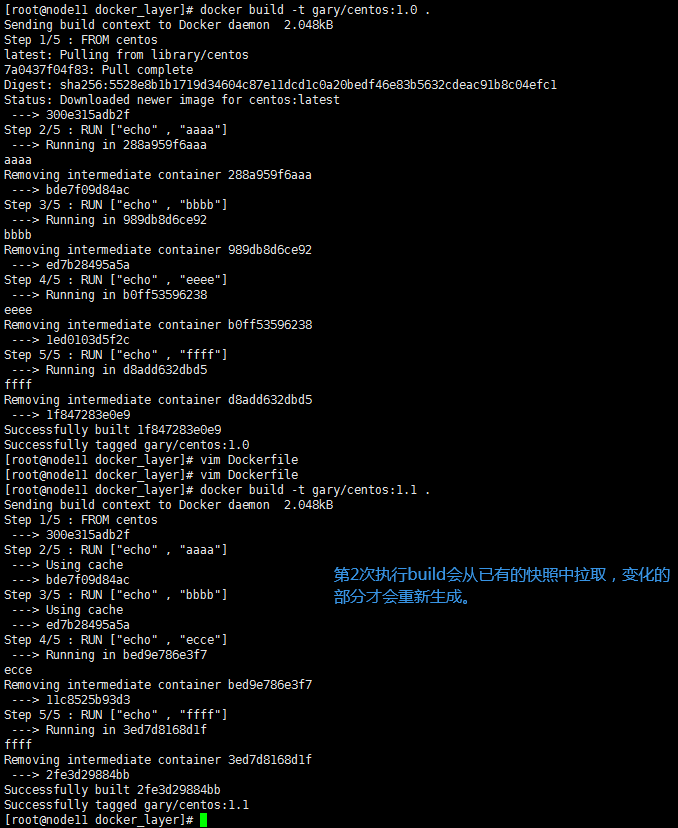 [root@node11 docker_layer]# docker build -t gary/centos:1.0 .
Sending build context to Docker daemon  2.048kB
Step 1/5 : FROM centos
latest: Pulling from library/centos
7a0437f04f83: Pull complete
Digest: sha256:5528e8b1b1719d34604c87e11dcd1c0a20bedf46e83b5632cdeac91b8c04efc1
Status: Downloaded newer image for centos:latest
 ---> 300e315adb2f
Step 2/5 : RUN ["echo" , "aaaa"]
 ---> Running in 288a959f6aaa
aaaa
Removing intermediate container 288a959f6aaa
 ---> bde7f09d84ac
Step 3/5 : RUN ["echo" , "bbbb"]
 ---> Running in 989db8d6ce92
bbbb
Removing intermediate container 989db8d6ce92
 ---> ed7b28495a5a
Step 4/5 : RUN ["echo" , "eeee"]
 ---> Running in b0ff53596238
eeee
Removing intermediate container b0ff53596238
 ---> 1ed0103d5f2c
Step 5/5 : RUN ["echo" , "ffff"]
 ---> Running in d8add632dbd5
ffff
Removing intermediate container d8add632dbd5
 ---> 1f847283e0e9
Successfully built 1f847283e0e9
Successfully tagged gary/centos:1.0
[root@node11 docker_layer]# vim Dockerfile
[root@node11 docker_layer]# vim Dockerfile
[root@node11 docker_layer]# docker build -t gary/centos:1.1 .
Sending build context to Docker daemon  2.048kB
Step 1/5 : FROM centos
 ---> 300e315adb2f
Step 2/5 : RUN ["echo" , "aaaa"]
 ---> Using cache
 ---> bde7f09d84ac
Step 3/5 : RUN ["echo" , "bbbb"]
 ---> Using cache
 ---> ed7b28495a5a
Step 4/5 : RUN ["echo" , "ecce"]
 ---> Running in bed9e786e3f7
ecce
Removing intermediate container bed9e786e3f7
 ---> 11c8525b93d3
Step 5/5 : RUN ["echo" , "ffff"]
 ---> Running in 3ed7d8168d1f
ffff
Removing intermediate container 3ed7d8168d1f
 ---> 2fe3d29884bb
Successfully built 2fe3d29884bb
Successfully tagged gary/centos:1.1
[root@node11 docker_layer]#
第2次执行build会从已有的快照中拉取，变化的
部分才会重新生成。